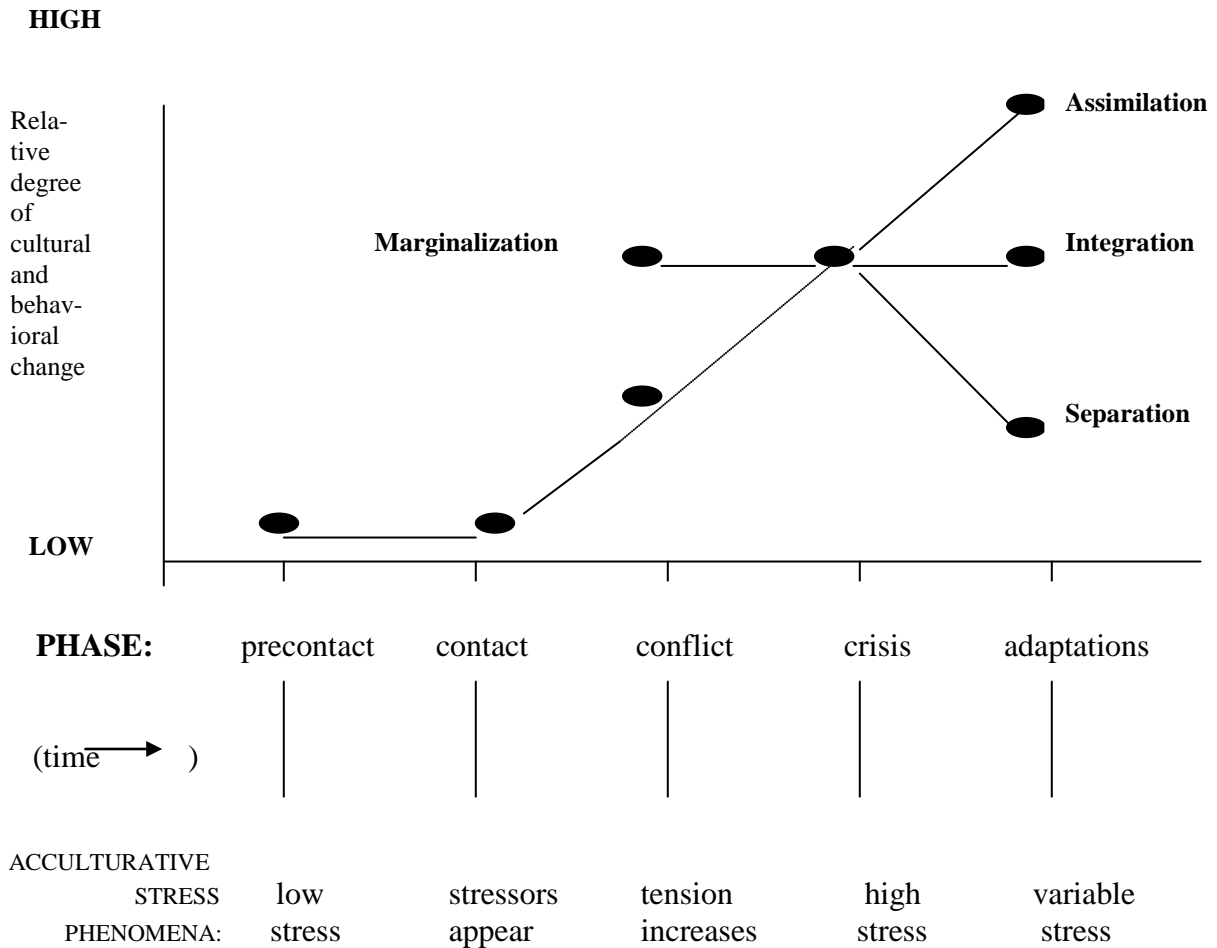 HIGH
Rela-
tive
degree
of
cultural
and
behav-
ioral
change
Assimilation
Marginalization
Integration
Separation
LOW
PHASE: precontact contact conflict crisis adaptations
(time )
ACCULTURATIVE
STRESS low stressors tension high variable
PHENOMENA: stress appear increases stress stress